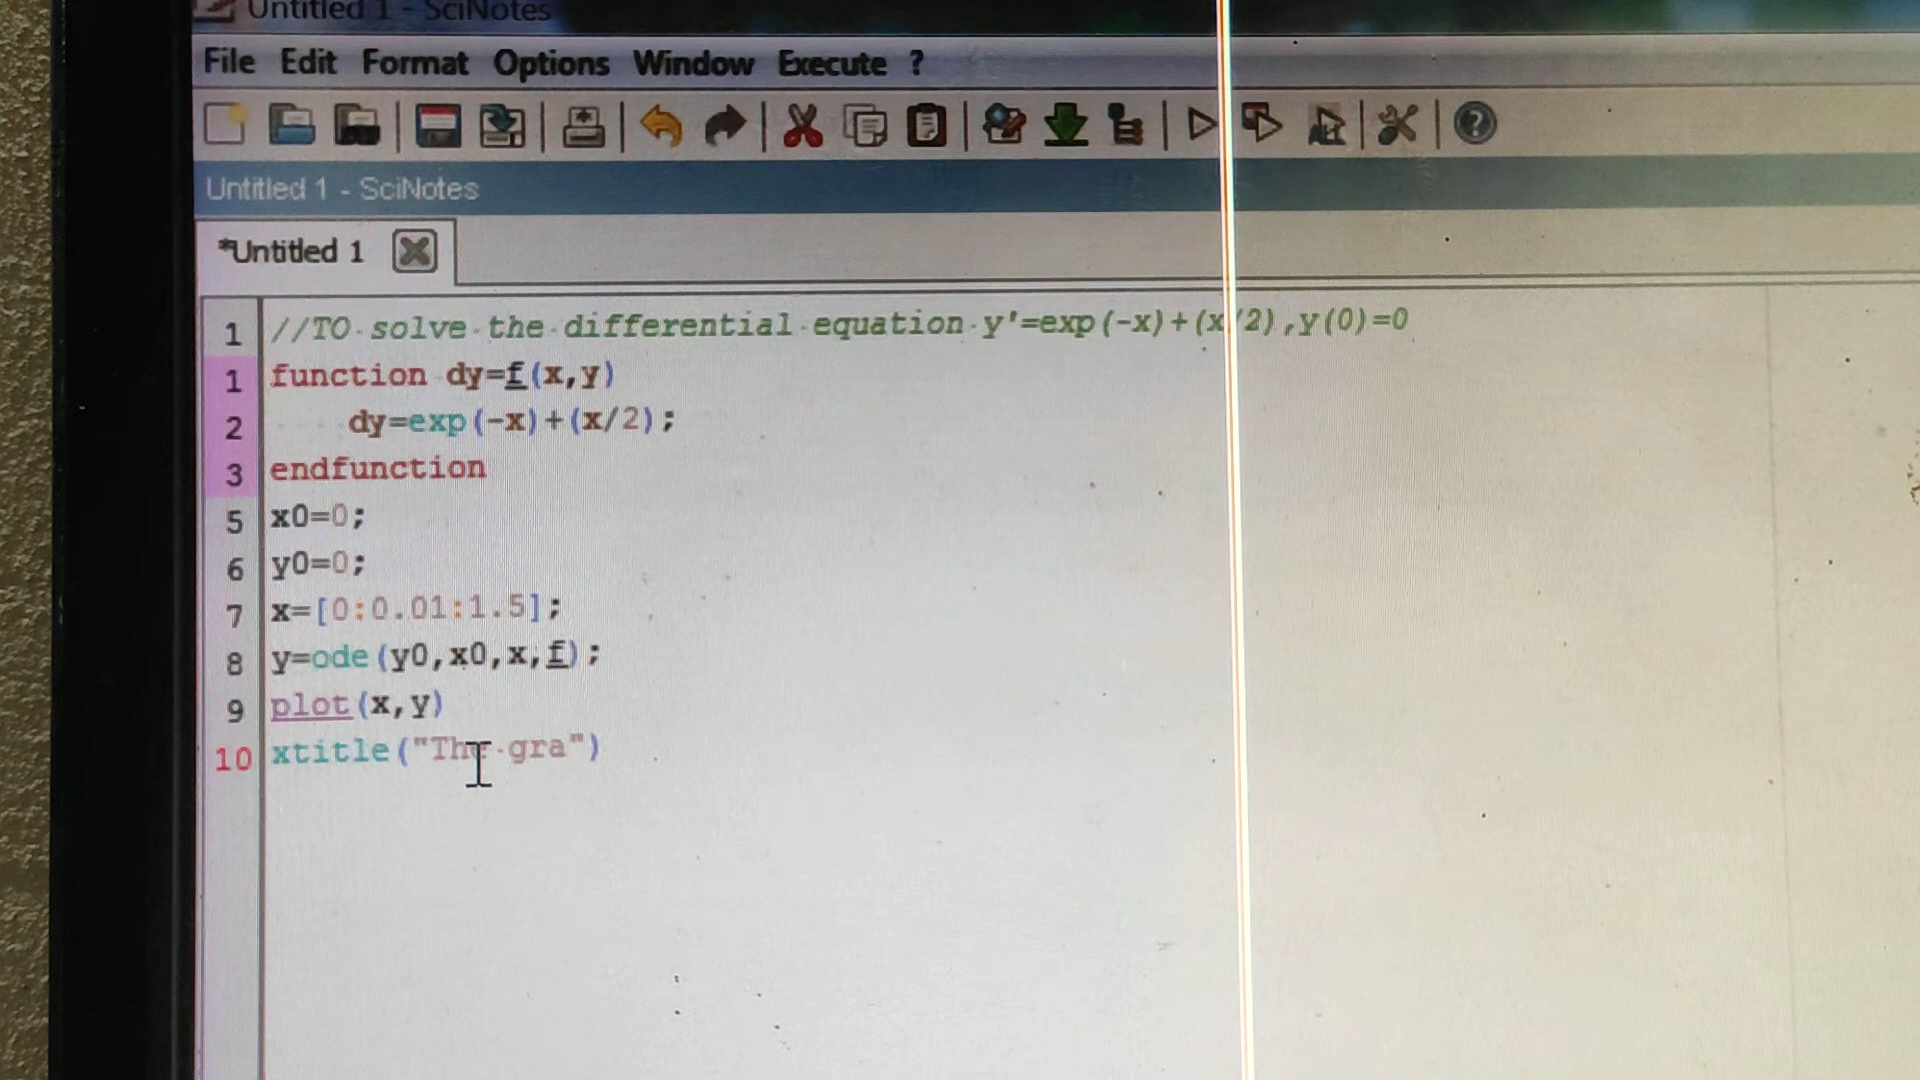 Untitled 1 - SciNotes
File Edit Format Options Window Execute ?
Untitled 1 - SciNotes
*Untitled 1
1 //TO solve the differential equation y'=exp(-x)+(x/2),y(0)=0
1 function dy=f(x,y)
2 dy=exp(-x)+(x/2);
3 endfunction
5 x0=0;
6 y0=0;
7 x=[0:0.01:1.5];
8 y=ode(y0,x0,x,f);
9 plot(x,y)
10 xtitle("The gra")